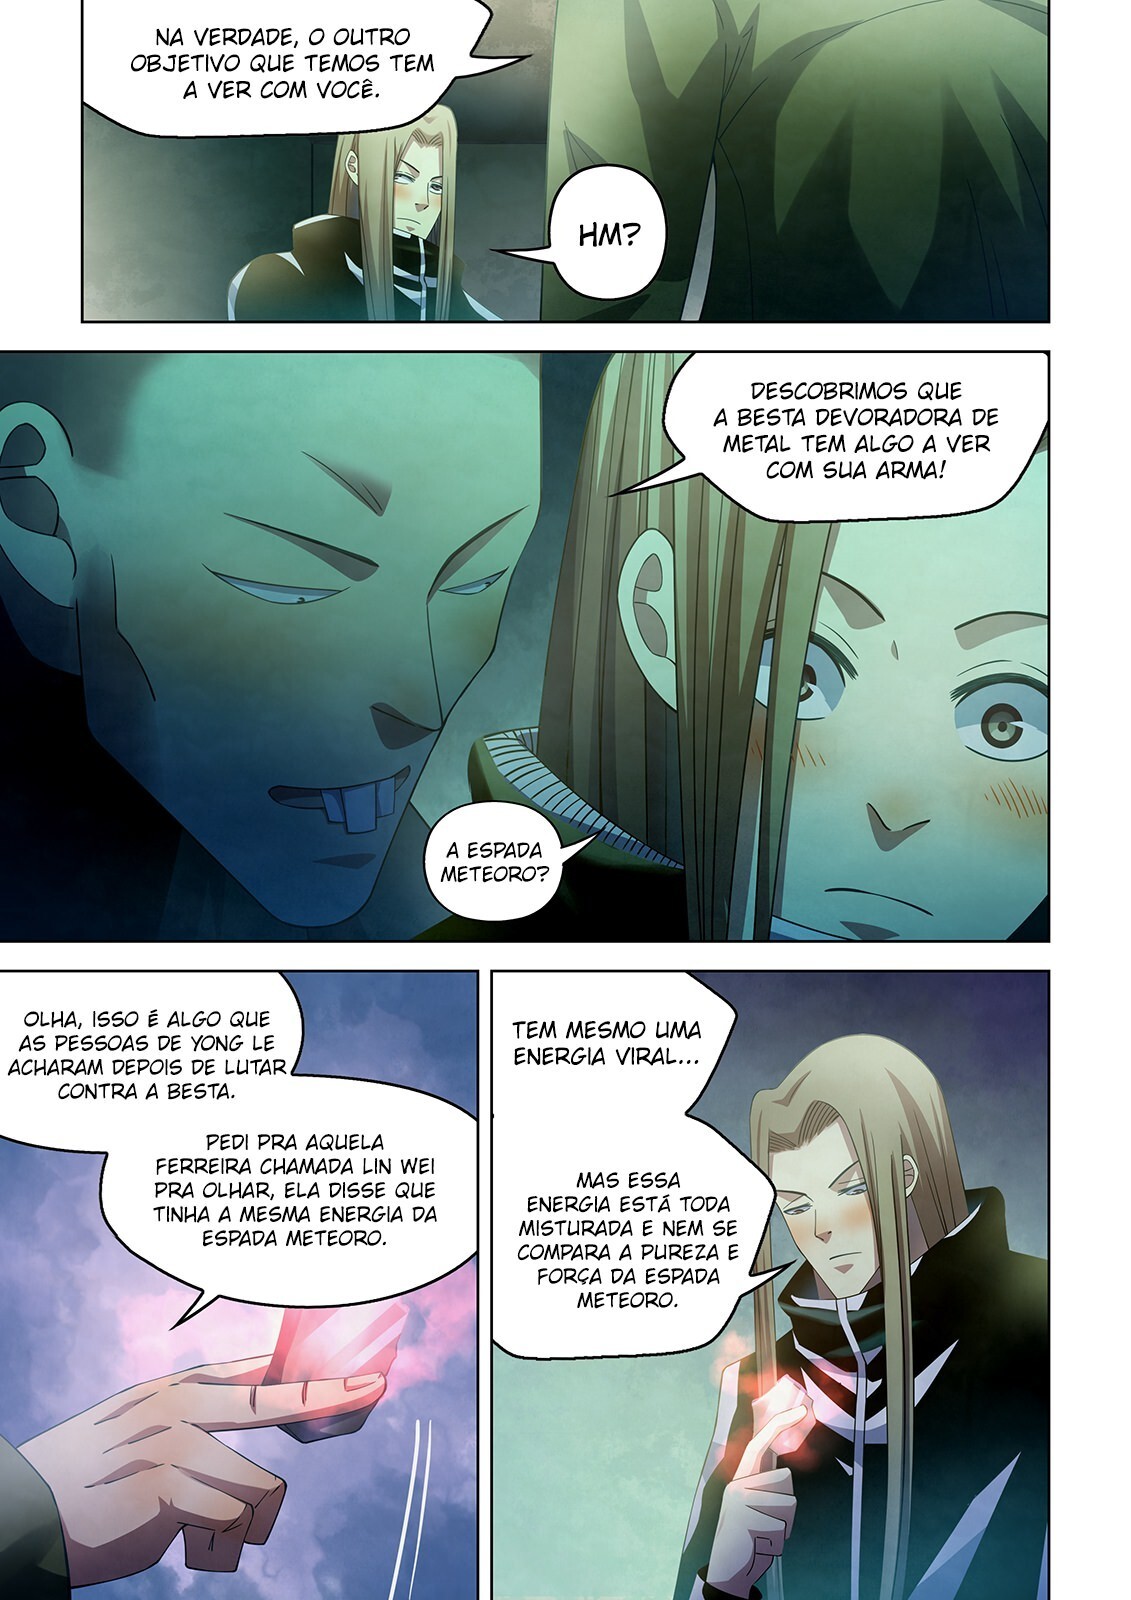 NA VERDADE, O OUTRO
OBJETIVO QUE TEMOS TEM
A VER COM VOCÊ.
HM?
DESCOBRIMOS QUE
A BESTA DEVORADORA DE
METAL TEM ALGO A VER
COM SUA ARMA!
A ESPADA
METEORO?
OLHA, ISSO É ALGO QUE
AS PESSOAS DE YONG LE
ACHARAM DEPOIS DE LUTAR
CONTRA A BESTA.
PEDI PRA AQUELA
FERREIRA CHAMADA LIN WEI
PRA OLHAR, ELA DISSE QUE
TINHA A MESMA ENERGIA DA
ESPADA METEORO.
TEM MESMO UMA
ENERGIA VIRAL...
MAS ESSA
ENERGIA ESTÁ TODA
MISTURADA E NEM SE
COMPARA A PUREZA E
FORÇA DA ESPADA
METEORO.